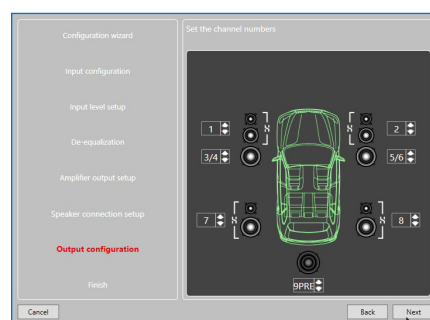 Configuration wizard
Set the channel numbers
Input configuration
Input level setup
De-equalization
Amplifier output setup
Speaker connection setup
Output configuration
Finish
1
2
3/4
5/6
7
8
9PRE
Cancel
Back
Next